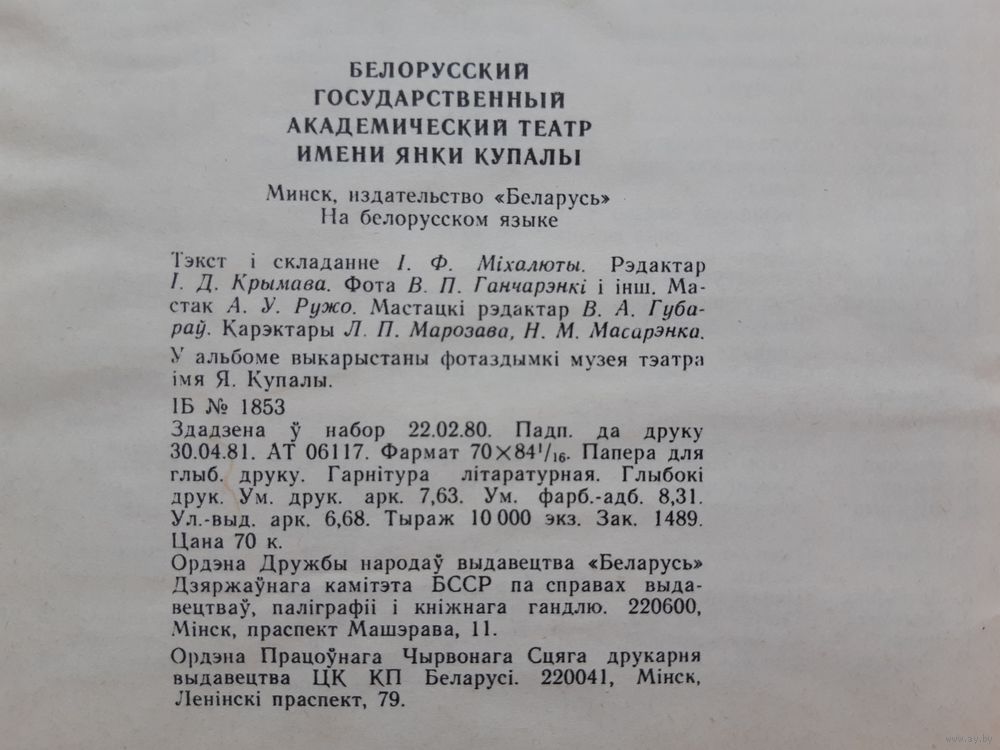 БЕЛОРУССКИЙ
ГОСУДАРСТВЕННЫЙ
АКАДЕМИЧЕСКИЙ ТЕАТР
ИМЕНИ ЯНКИ КУПАЛЫ
Минск, издательство «Беларусь»
На белорусском языке
Тэкст і складанне І. Ф. Міхалюты. Рэдактар
І. Д. Крымава. Фота В. П. Ганчарэнкі і інш. Ма-
стак А. У. Ружо. Мастацкі рэдактар В. А. Губа-
раў. Карэктары Л. П. Марозава, Н. М. Масарэнка.
У альбоме выкарыстаны фотаздымкі музея тэатра
імя Я. Купалы.
ІБ № 1853
Здадзена ў набор 22.02.80. Падп. да друку
30.04.81. АТ 06117. Фармат 70×84¹/₁₆. Папера для
глыб. друку. Гарнітура літаратурная. Глыбокі
друк. Ум. друк. арк. 7,63. Ум. фарб.-адб. 8,31.
Ул.-выд. арк. 6,68. Тыраж 10 000 экз. Зак. 1489.
Цана 70 к.
Ордэна Дружбы народаў выдавецтва «Беларусь»
Дзяржаўнага камітэта БССР па справах выда-
вецтваў, паліграфіі і кніжнага гандлю. 220600,
Мінск, праспект Машэрава, 11.
Ордэна Працоўнага Чырвонага Сцяга друкарня
выдавецтва ЦК КП Беларусі. 220041, Мінск,
Ленінскі праспект, 79.
www.ay.by